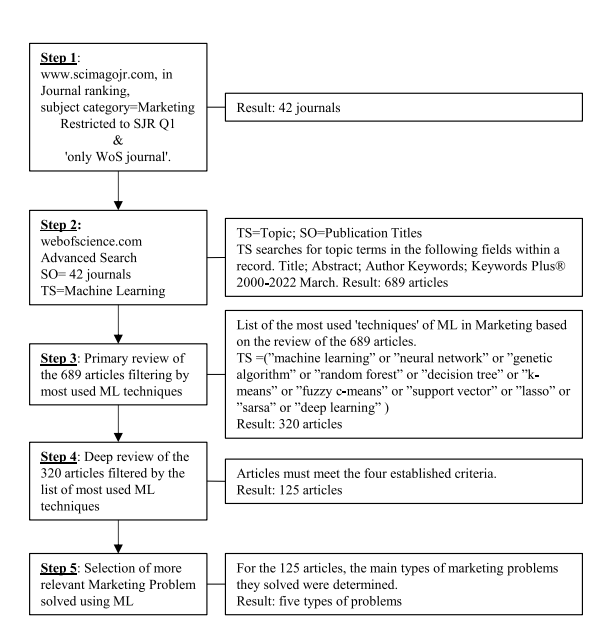 Step 1:
www.scimagojr.com, in
Journal ranking,
subject category=Marketing
Restricted to SJR Q1
&
'only WoS journal'.
Result: 42 journals
Step 2:
webofscience.com
Advanced Search
SO= 42 journals
TS=Machine Learning
TS=Topic; SO=Publication Titles
TS searches for topic terms in the following fields within a
record. Title; Abstract; Author Keywords; Keywords Plus®
2000-2022 March. Result: 689 articles
Step 3: Primary review of
the 689 articles filtering by
most used ML techniques
List of the most used 'techniques' of ML in Marketing based
on the review of the 689 articles.
TS =("machine learning" or "neural network" or "genetic
algorithm" or "random forest" or "decision tree" or "k-
means" or "fuzzy c-means" or "support vector" or "lasso" or
"sarsa" or "deep learning" )
Result: 320 articles
Step 4: Deep review of the
320 articles filtered by the
list of most used ML
techniques
Articles must meet the four established criteria.
Result: 125 articles
Step 5: Selection of more
relevant Marketing Problem
solved using ML
For the 125 articles, the main types of marketing problems
they solved were determined.
Result: five types of problems